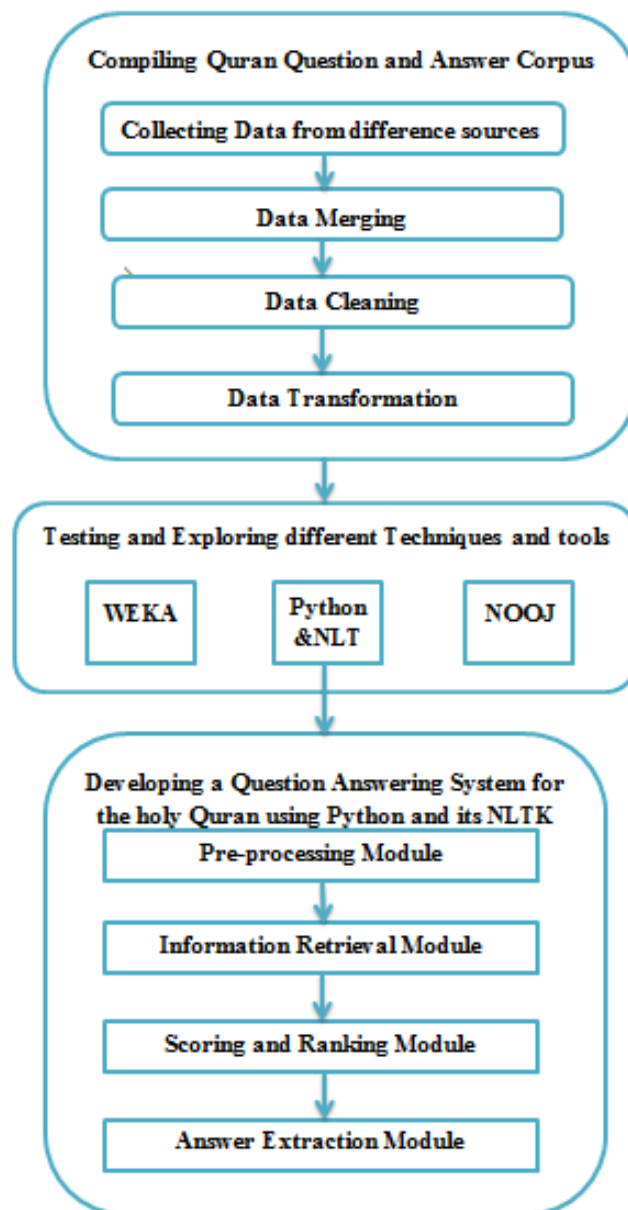 Compiling Quran Question and Answer Corpus
Collecting Data from difference sources
Data Merging
Data Cleaning
Data Transformation
Testing and Exploring different Techniques and tools
WEKA
Python
&NLT
NOOJ
Developing a Question Answering System for
the holy Quran using Python and its NLTK
Pre-processing Module
Information Retrieval Module
Scoring and Ranking Module
Answer Extraction Module